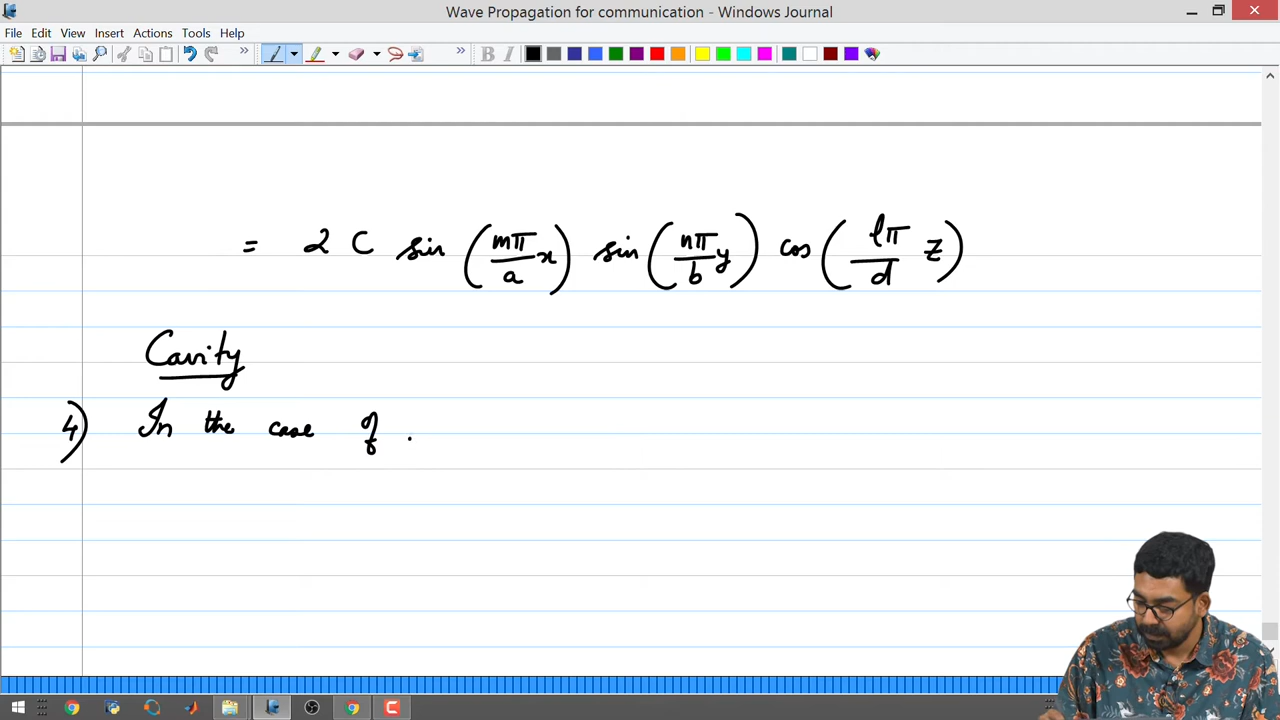 Wave Propagation for communication - Windows Journal
File Edit View Insert Actions Tools Help
= 2 C sin (mπ/a x) sin (nπ/b y) cos (lπ/d z)
Cavity
4) In the case of